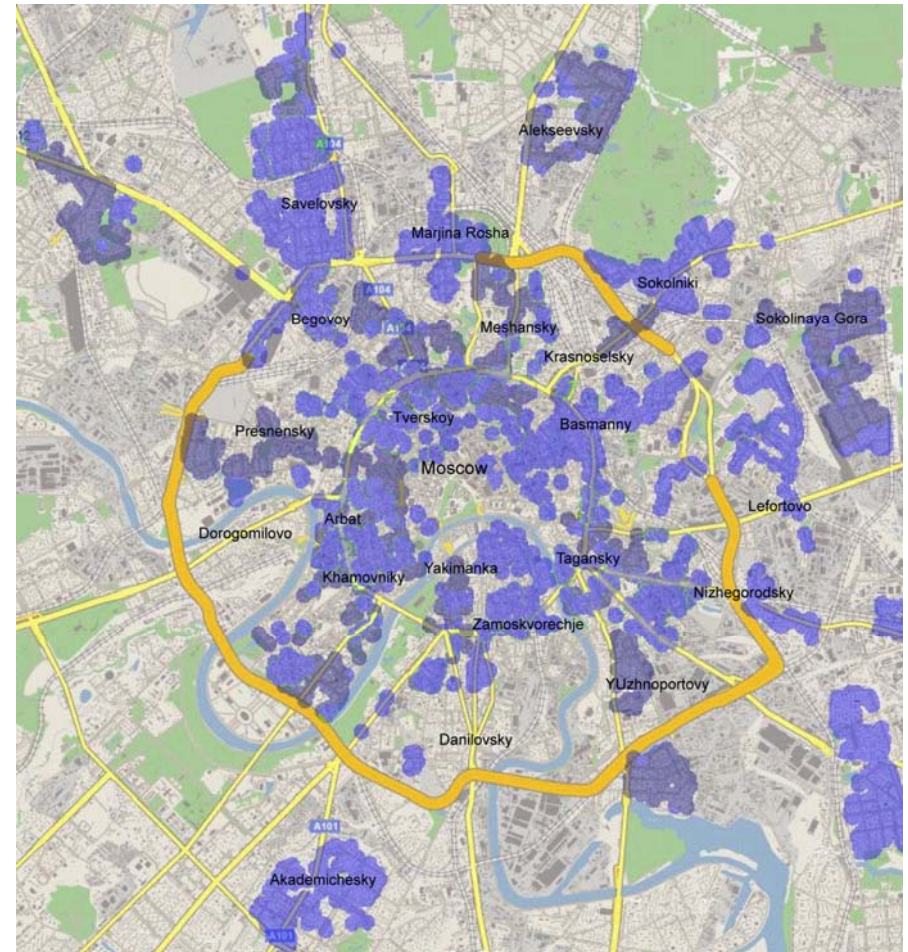 Alekseevsky
12
A104
Savelovsky
Marjina Rosha
Sokolniki
A104
Begovoy
Meshansky
Sokolinaya Gora
A104
Krasnoselsky
Tverskoy
Basmanny
Presnensky
Moscow
Lefortovo
Arbat
Dorogomilovo
Tagansky
Yakimanka
Khamovniky
Nizhegorodsky
Zamoskvorechje
YUzhnoportovy
Danilovsky
A101
Akademichesky
A101